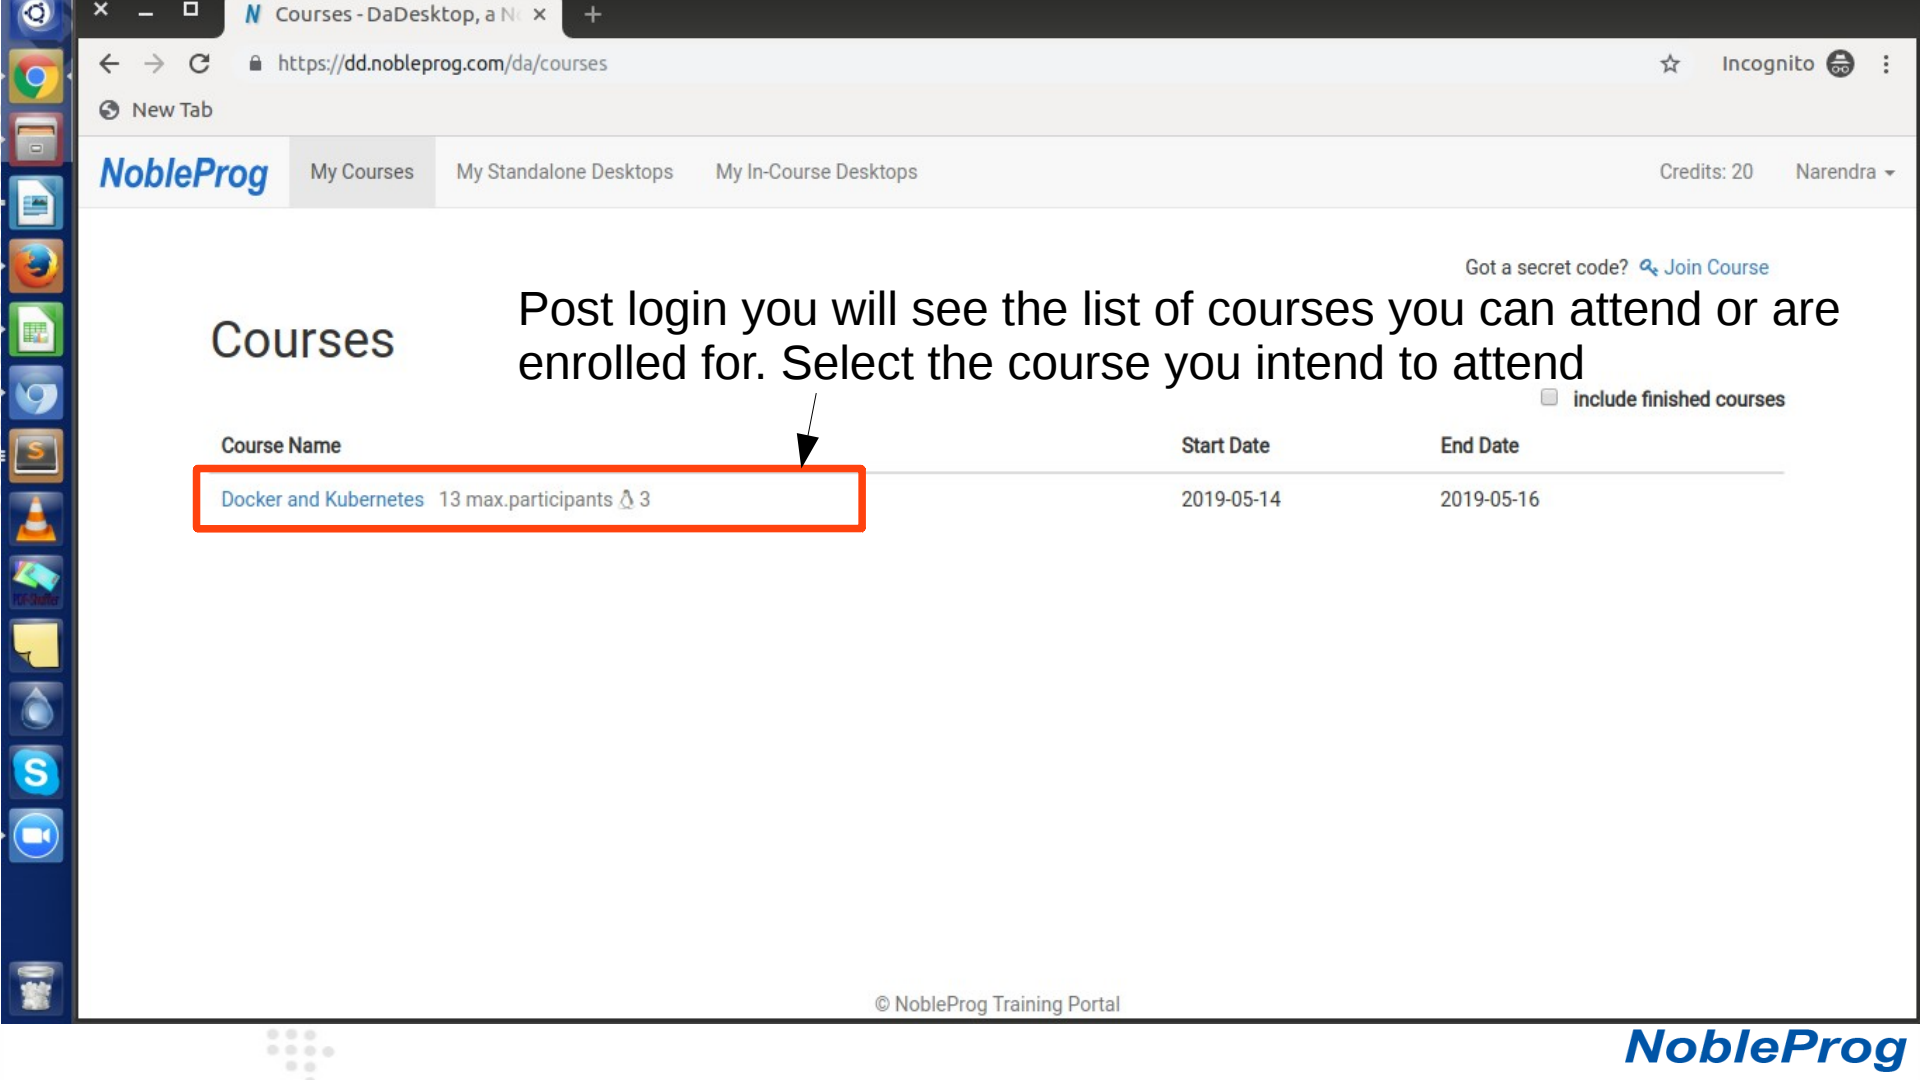 Courses - DaDesktop, a N
https://dd.nobleprog.com/da/courses
Incognito
New Tab
NobleProg My Courses My Standalone Desktops My In-Course Desktops Credits: 20 Narendra
Got a secret code? Join Course
Courses
Post login you will see the list of courses you can attend or are
enrolled for. Select the course you intend to attend
include finished courses
Course Name Start Date End Date
Docker and Kubernetes 13 max.participants 3 2019-05-14 2019-05-16
© NobleProg Training Portal
NobleProg